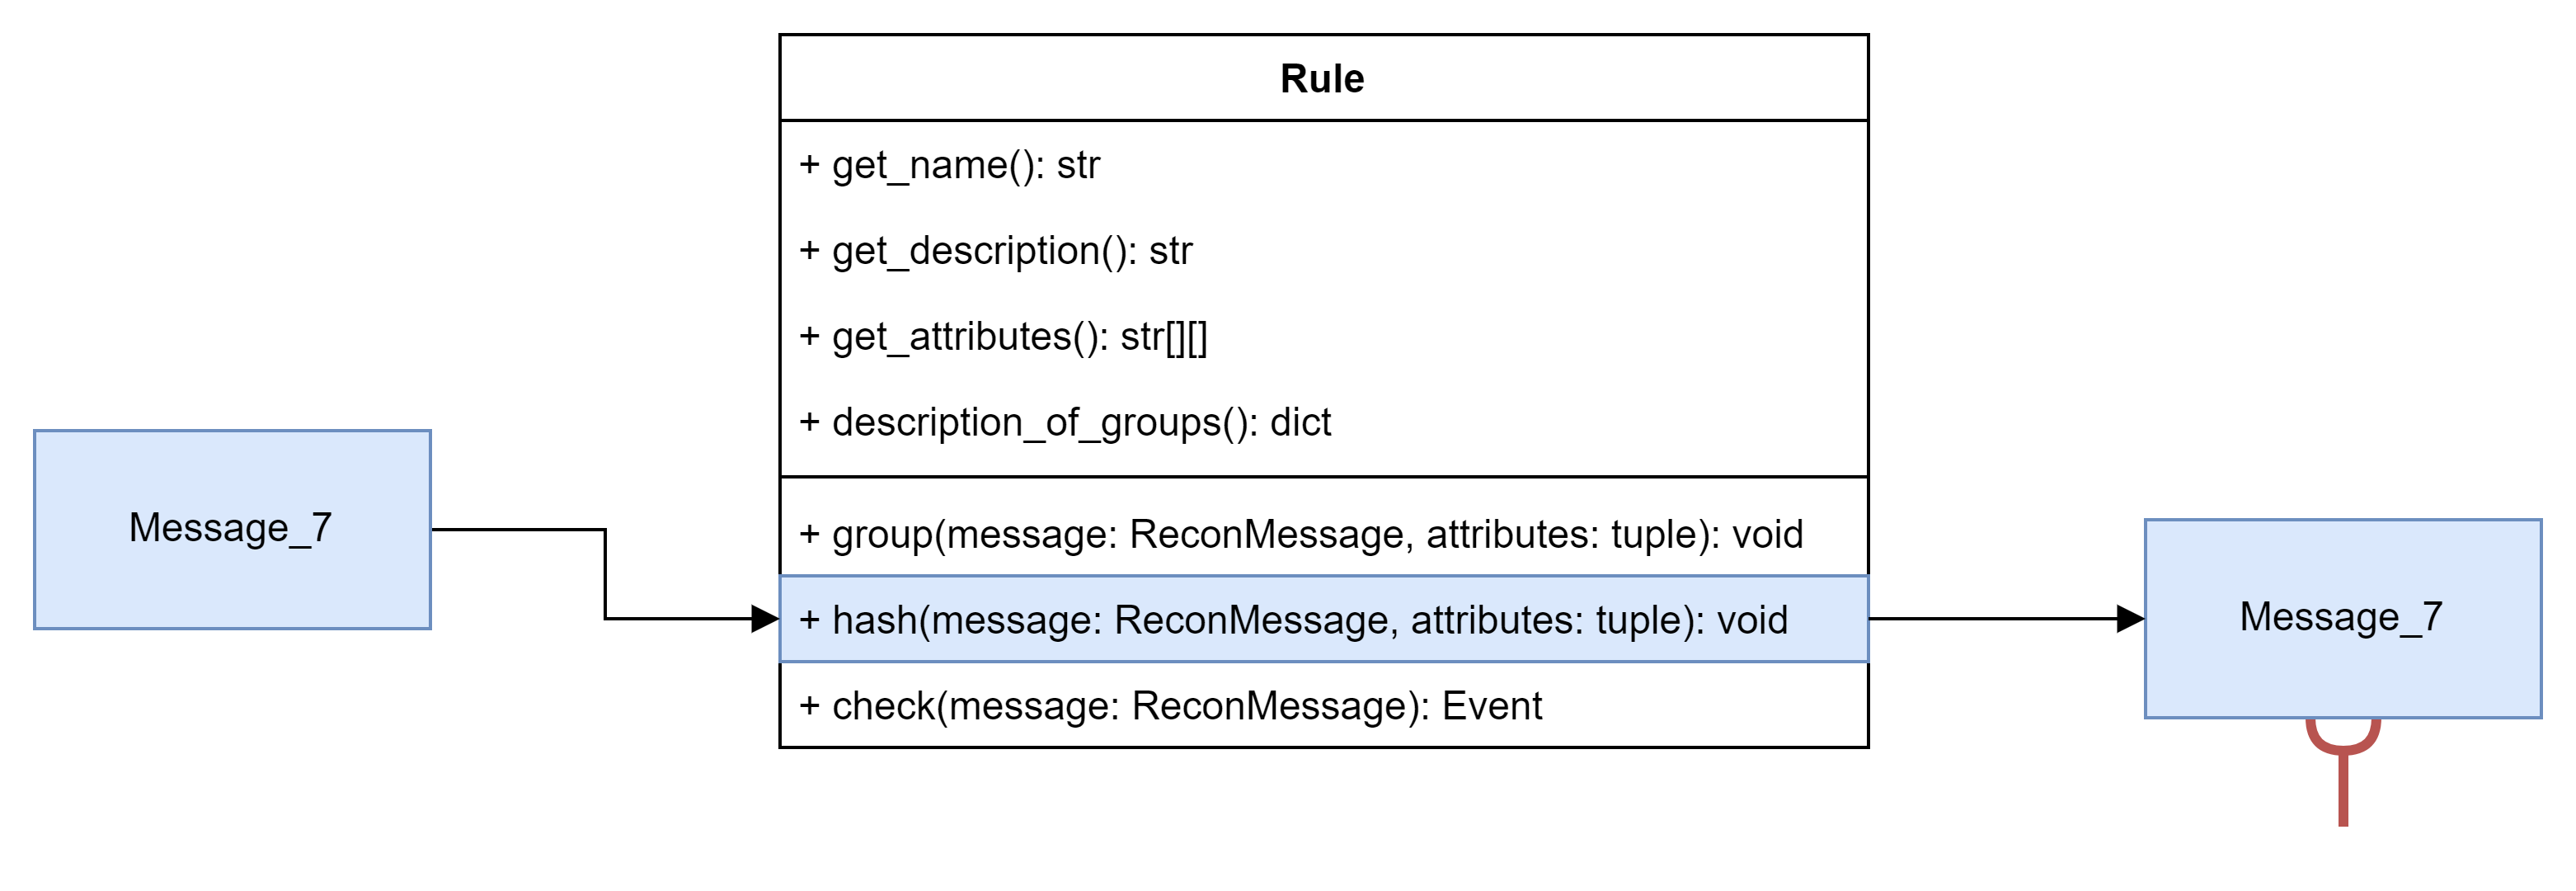 Rule
+ get_name(): str
+ get_description(): str
+ get_attributes(): str[][]
+ description_of_groups(): dict
Message_7
+ group(message: ReconMessage, attributes: tuple): void
+ hash(message: ReconMessage, attributes: tuple): void
Message_7
+ check(message: ReconMessage): Event